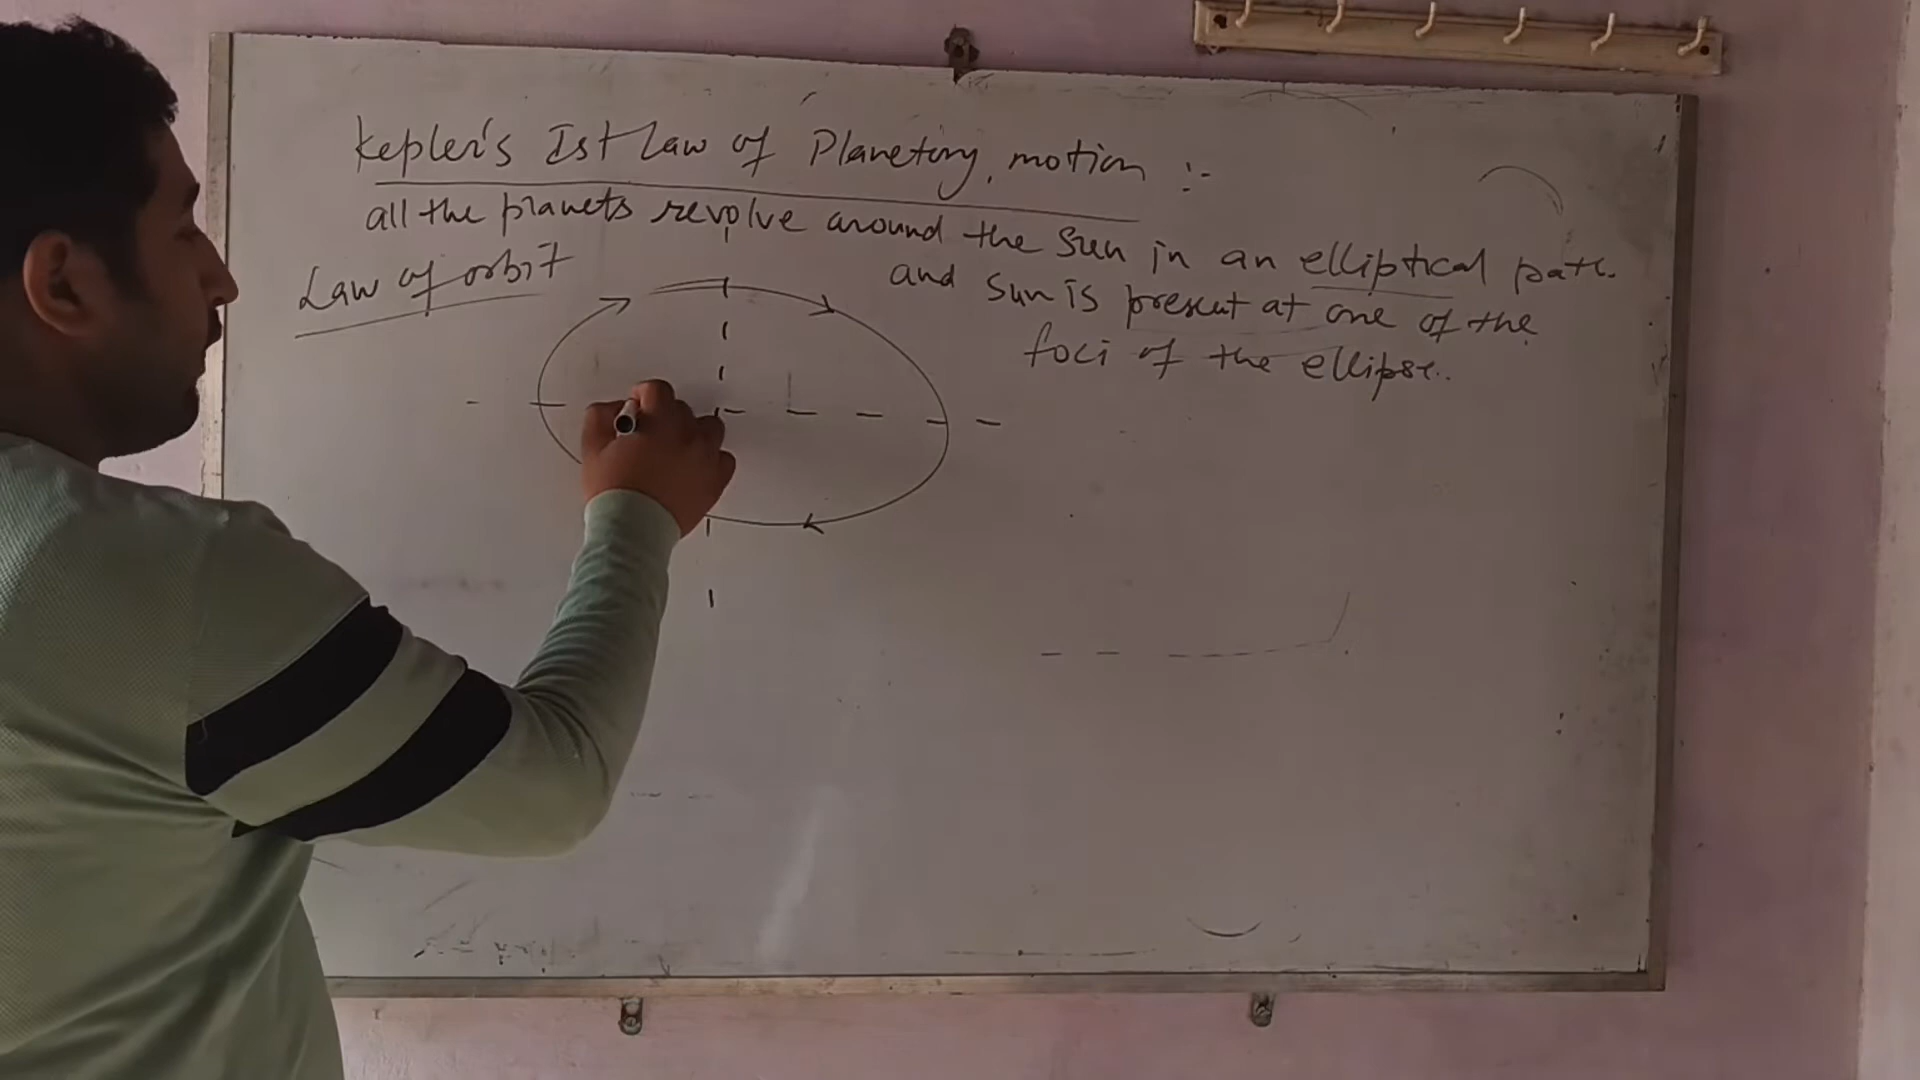 Kepler's Ist Law of Planetary motion :-
all the planets revolve around the Sun in an elliptical path.
and Sun is present at one of the
foci of the ellipse.
Law of orbit